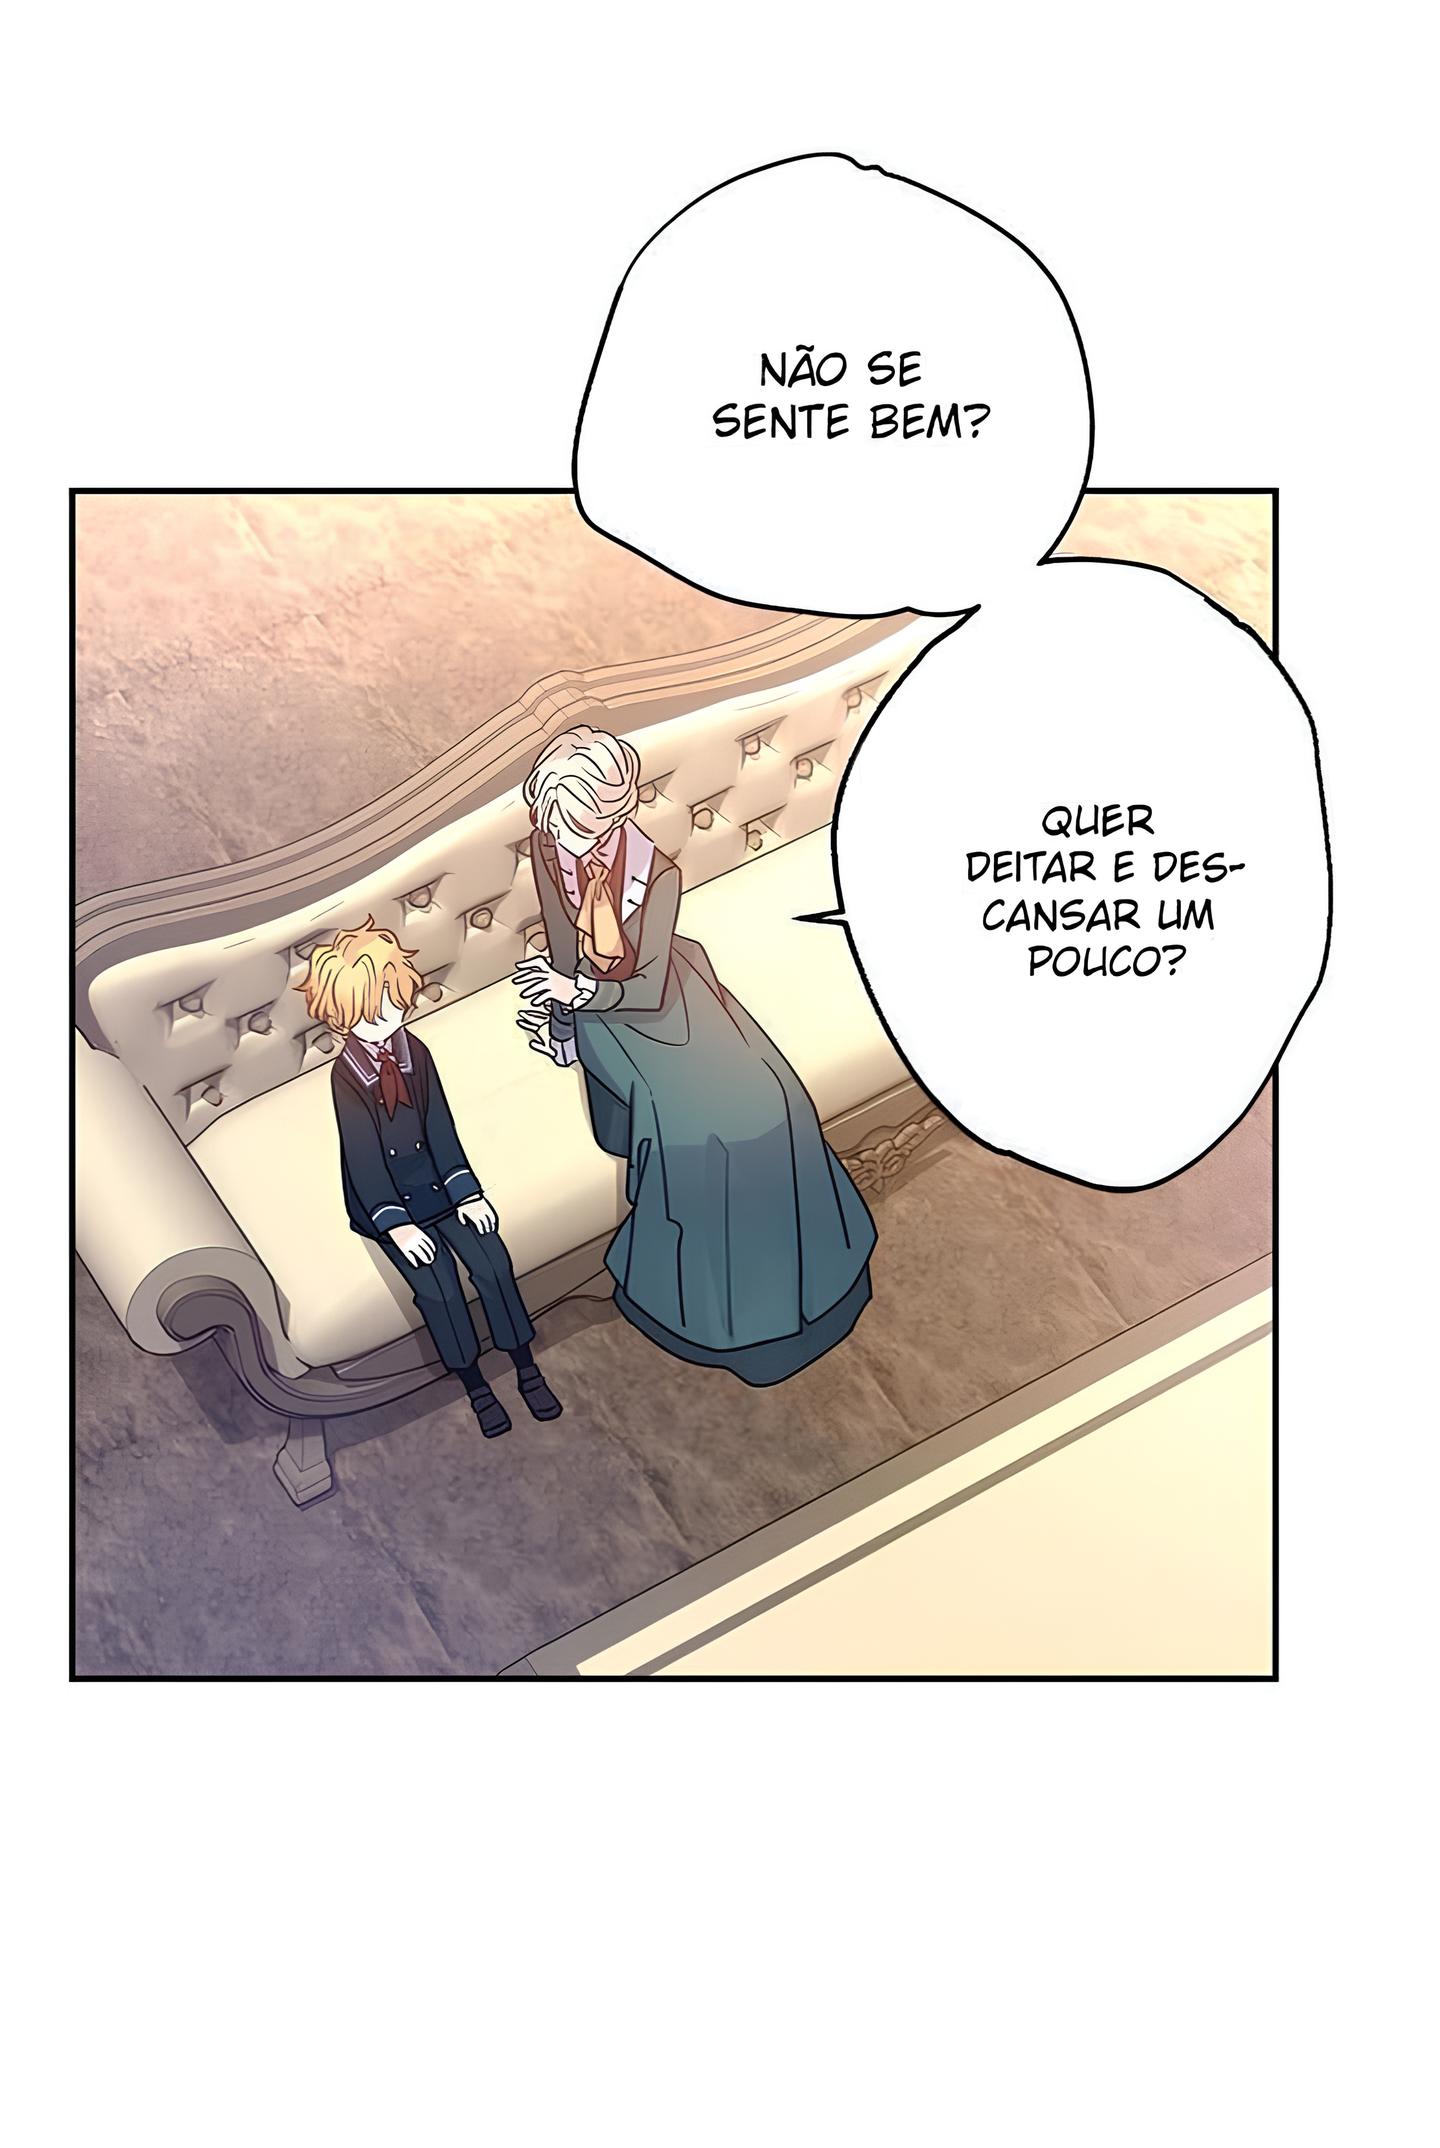 NÃO SE
SENTE BEM?
QUER
DEITAR E DES-
CANSAR UM
POUCO?